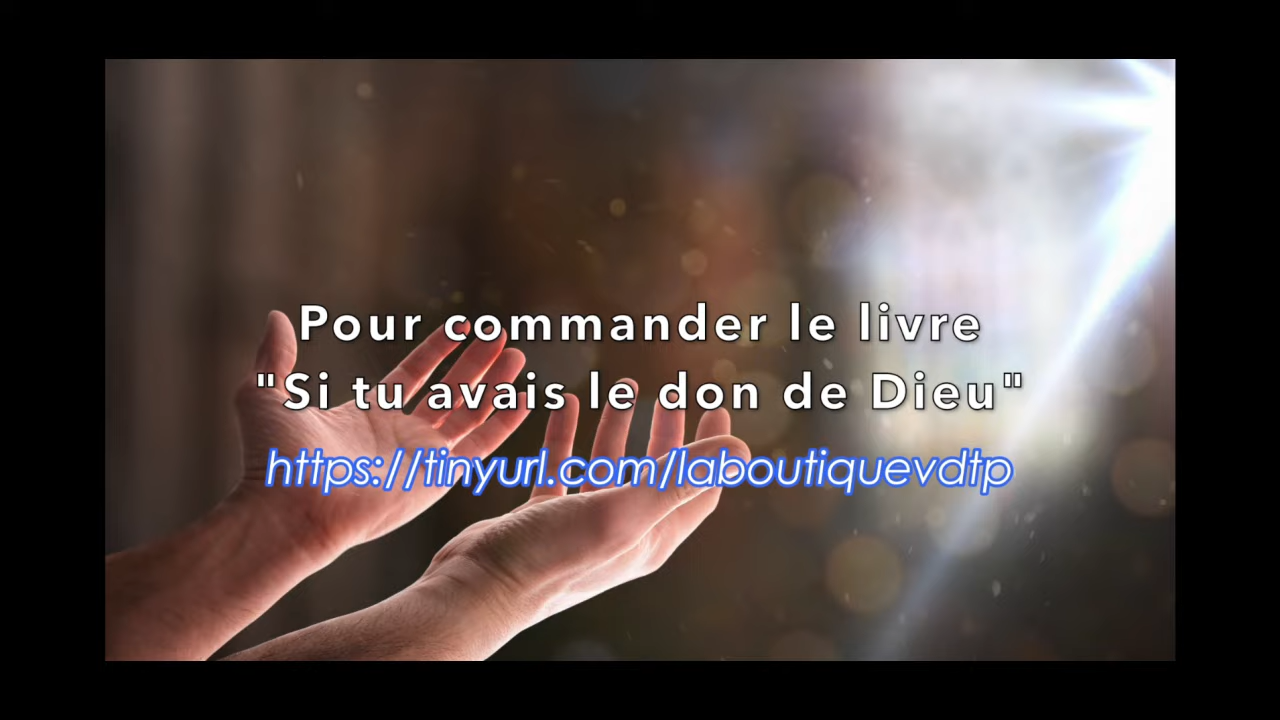 Pour commander le livre
"Si tu avais le don de Dieu"
https://tinyurl.com/laboutiquevdtp